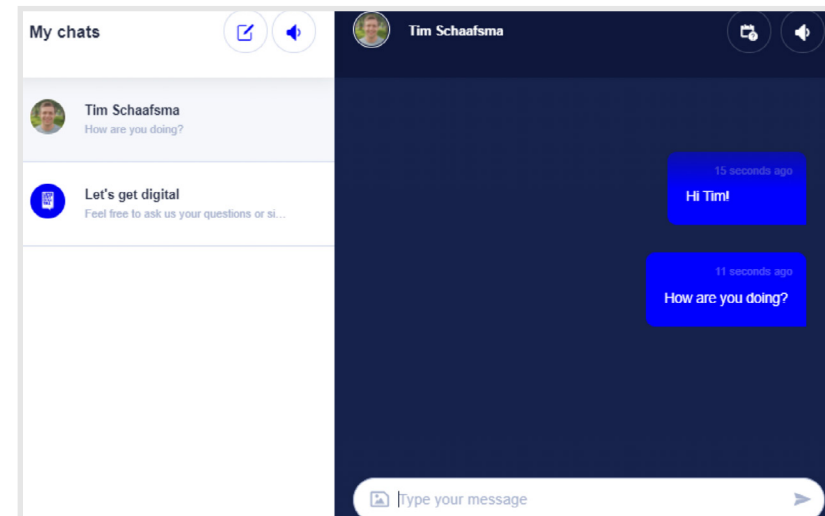 My chats
Tim Schaafsma
How are you doing?
Let's get digital
Feel free to ask us your questions or si...
Tim Schaafsma
15 seconds ago
Hi Tim!
11 seconds ago
How are you doing?
Type your message